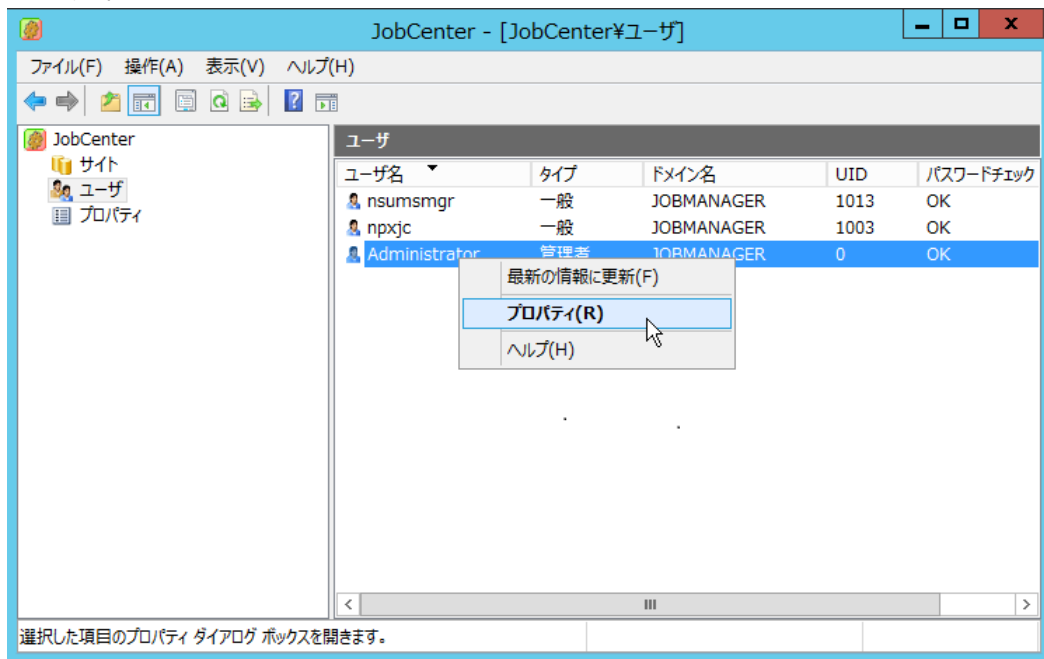 JobCenter - [JobCenter¥ユーザ]
ファイル(F) 操作(A) 表示(V) ヘルプ(H)
JobCenter
サイト
ユーザ
プロパティ
ユーザ
ユーザ名 タイプ ドメイン名 UID パスワードチェック
nsumsmgr 一般 JOBMANAGER 1013 OK
npxjc 一般 JOBMANAGER 1003 OK
Administrator 管理者 JOBMANAGER 0 OK
最新の情報に更新(F)
プロパティ(R)
ヘルプ(H)
選択した項目のプロパティ ダイアログ ボックスを開きます。